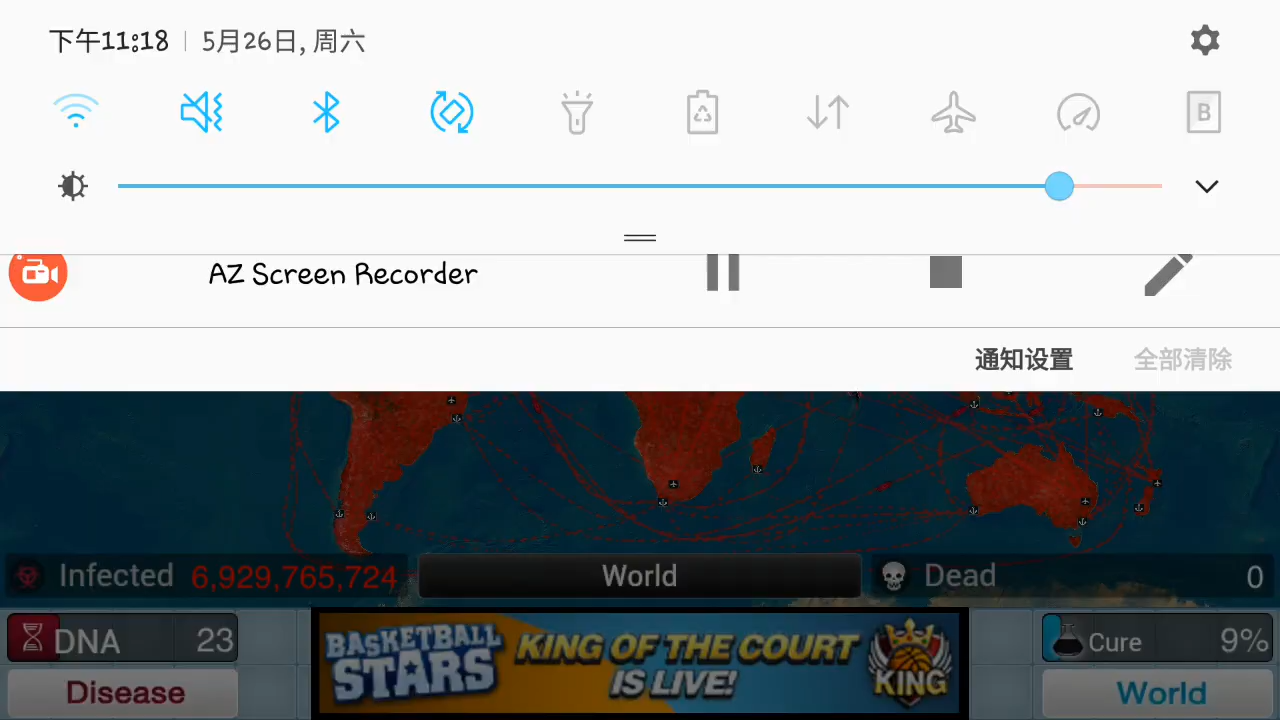 下午11:18 | 5月26日, 周六
B
AZ Screen Recorder
通知设置 全部清除
Infected 6,929,765,724 World Dead 0
DNA 23 BASKETBALL STARS KING OF THE COURT IS LIVE! KING Cure 9%
Disease World